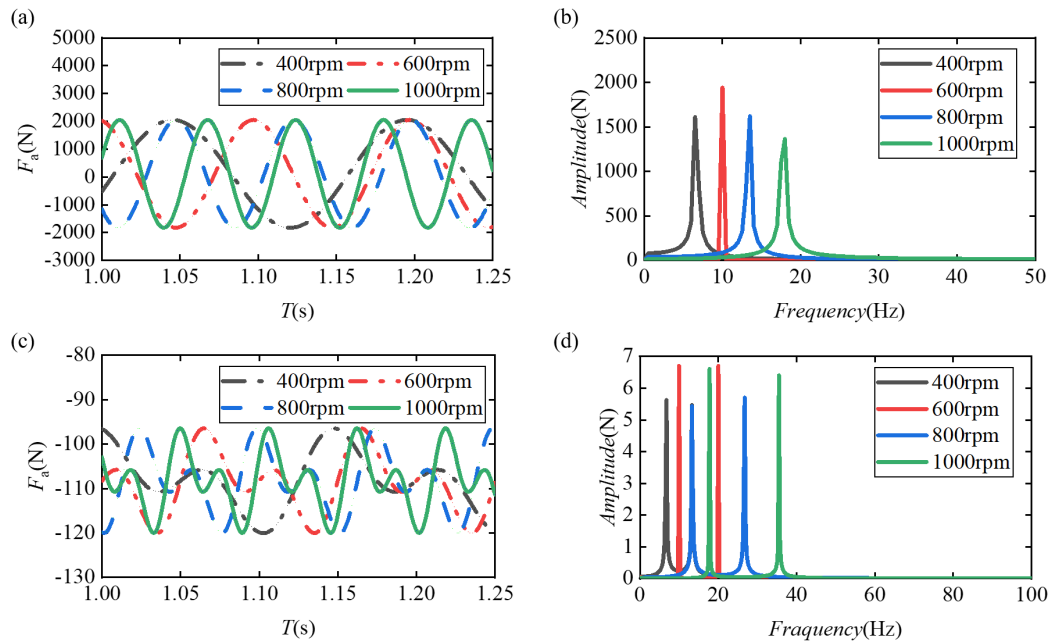 (a)
5000
4000
3000
2000
1000
0
-1000
-2000
-3000
Fa(N)
400rpm 600rpm
800rpm 1000rpm
1.00 1.05 1.10 1.15 1.20 1.25
T(s)
(b)
2500
2000
1500
1000
500
0
Amplitude(N)
400rpm
600rpm
800rpm
1000rpm
0 10 20 30 40 50
Frequency(Hz)
(c)
-80
-90
-100
-110
-120
-130
Fa(N)
400rpm 600rpm
800rpm 1000rpm
1.00 1.05 1.10 1.15 1.20 1.25
T(s)
(d)
7
6
5
4
3
2
1
0
Amplitude(N)
400rpm
600rpm
800rpm
1000rpm
0 20 40 60 80 100
Fraquency(Hz)